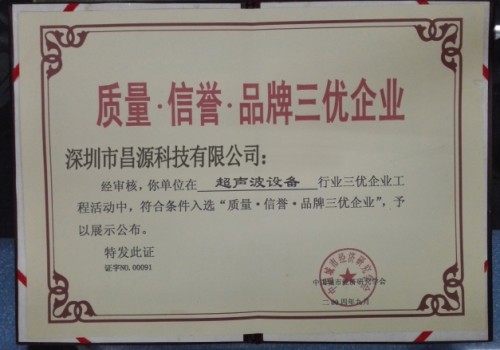 质量·信誉·品牌三优企业
深圳市昌源科技有限公司：
经审核，你单位在 超声波设备 行业三优企业工
程活动中，符合条件入选“质量·信誉·品牌三优企业”，予
以展示公布。
特发此证
证字NO.00091